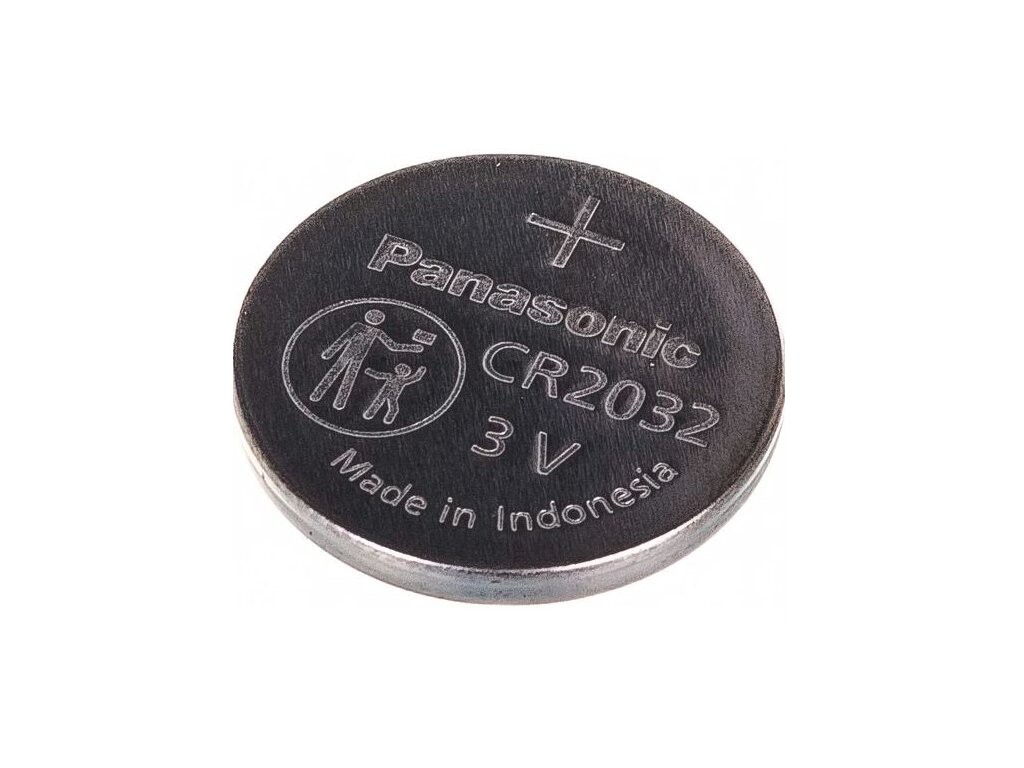 +
Panasonic
CR2032
3 V
Made in Indonesia